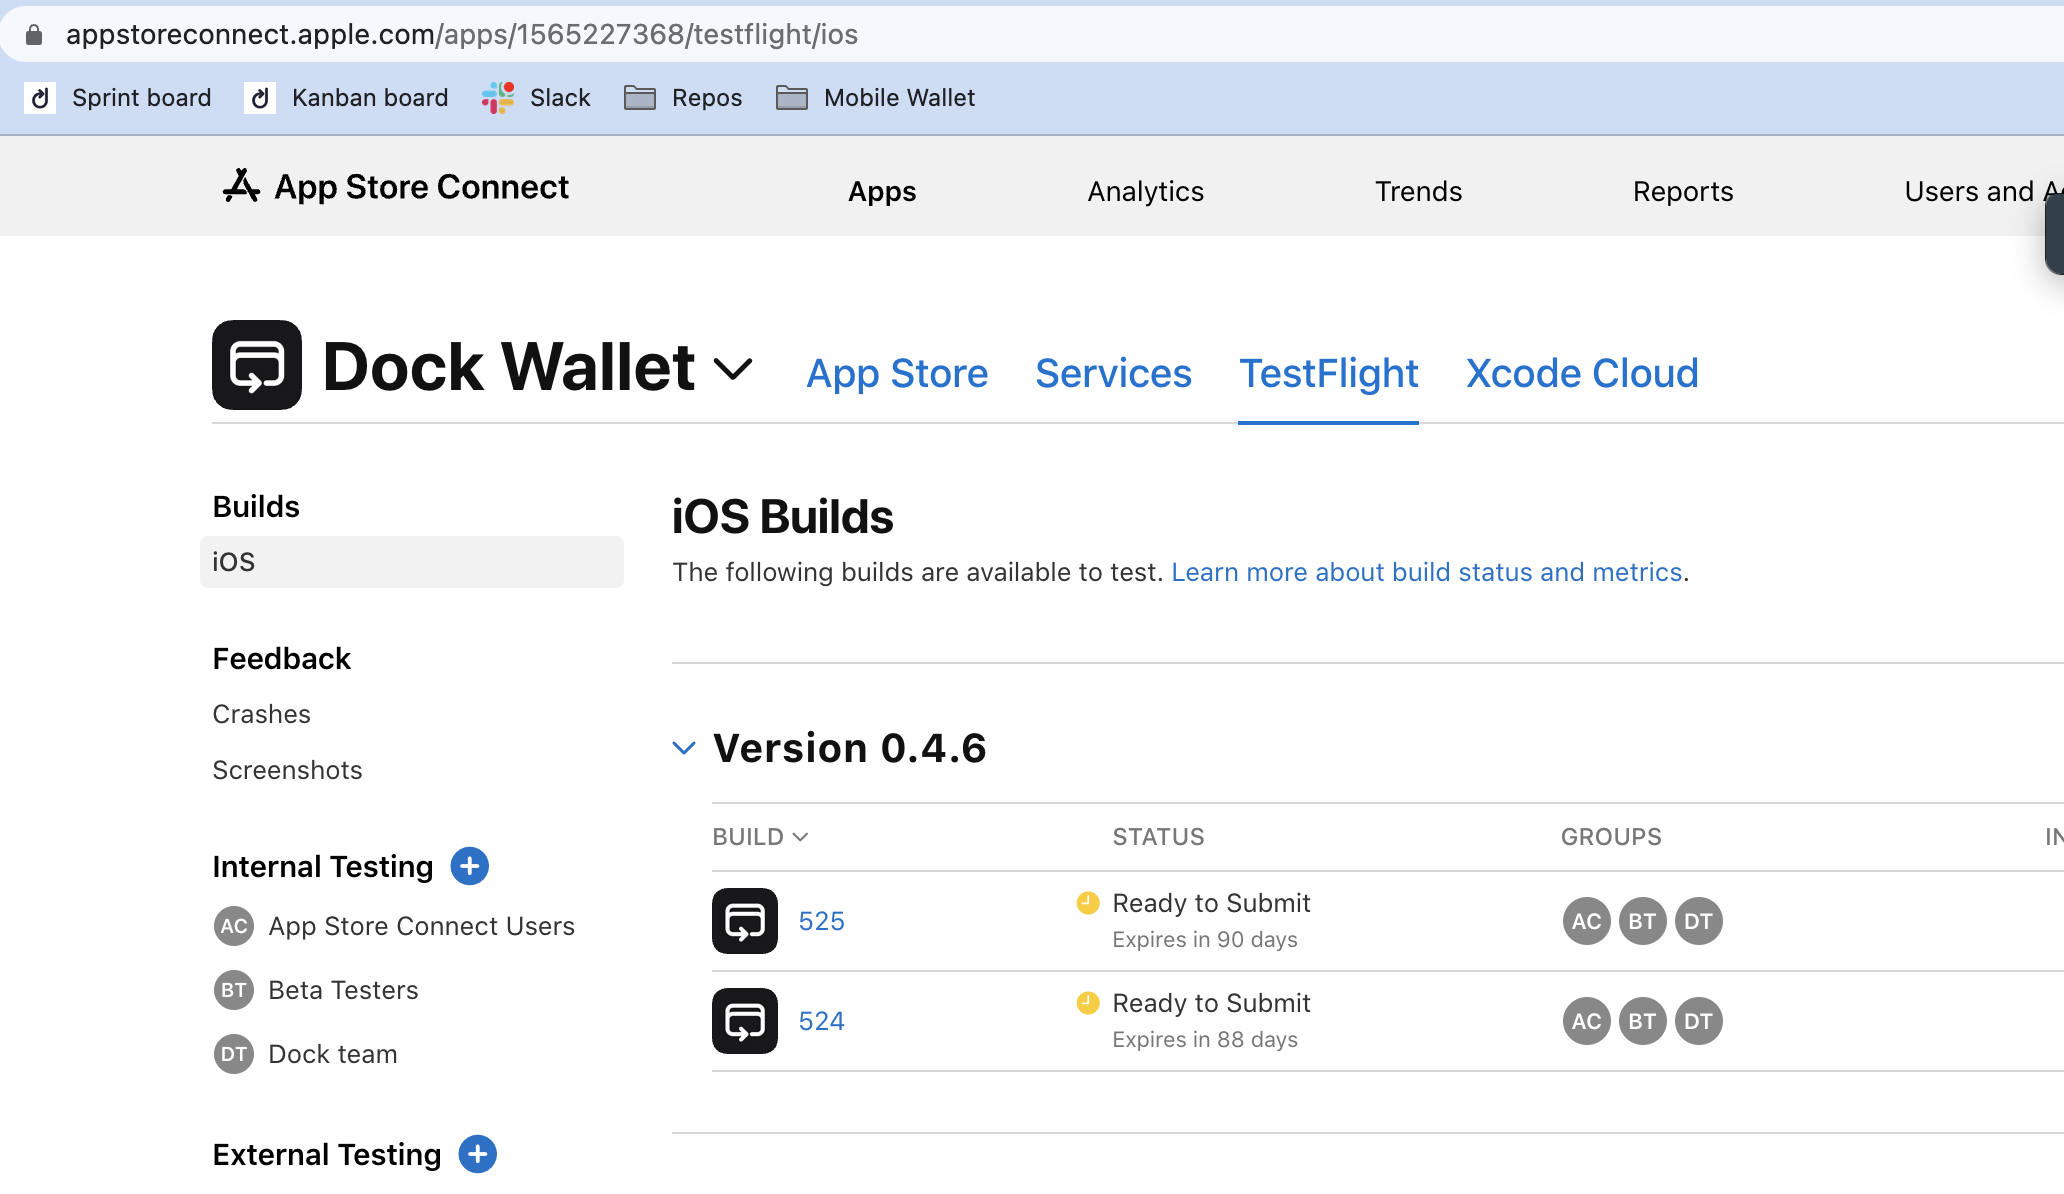 appstoreconnect.apple.com/apps/1565227368/testflight/ios
Sprint board Kanban board Slack Repos Mobile Wallet
App Store Connect Apps Analytics Trends Reports Users and
Dock Wallet App Store Services TestFlight Xcode Cloud
Builds
iOS
Feedback
Crashes
Screenshots
Internal Testing
AC App Store Connect Users
BT Beta Testers
DT Dock team
External Testing
iOS Builds
The following builds are available to test. Learn more about build status and metrics.
Version 0.4.6
BUILD STATUS GROUPS
525 Ready to Submit AC BT DT
Expires in 90 days
524 Ready to Submit AC BT DT
Expires in 88 days